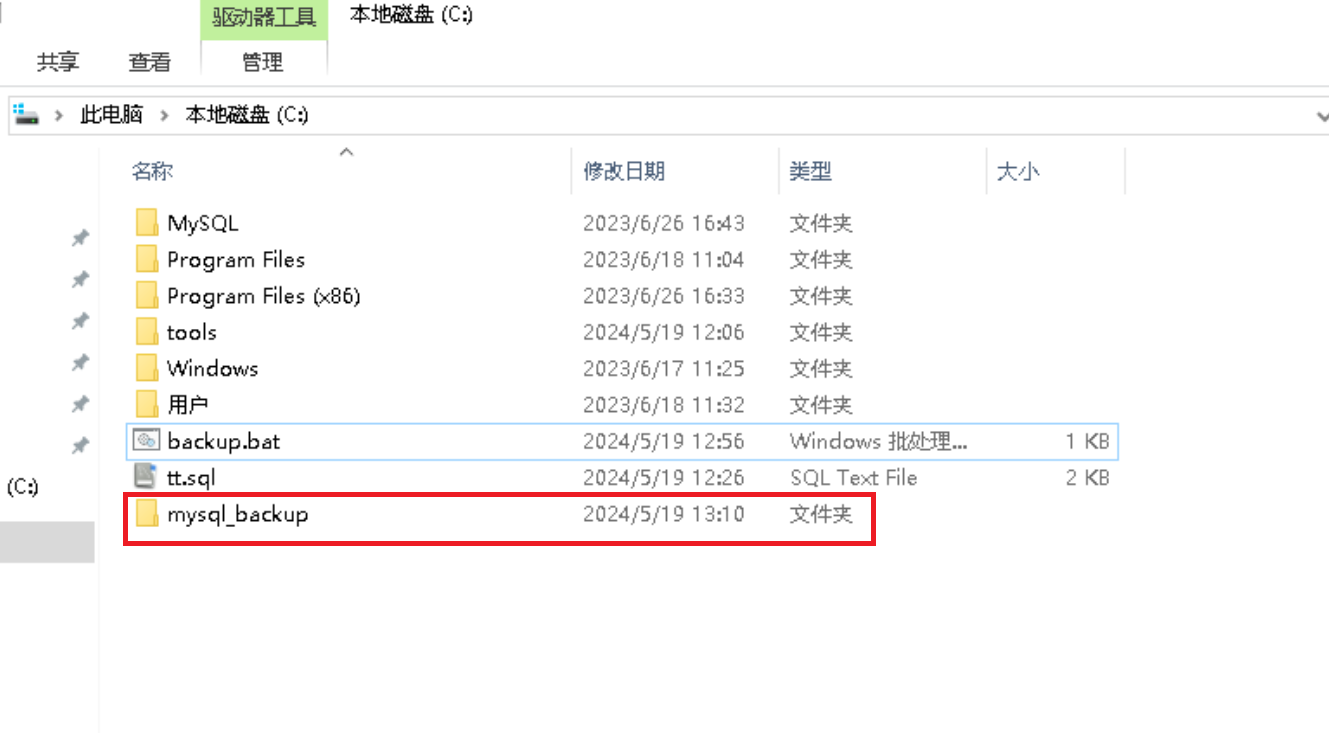 驱动器工具 本地磁盘 (C:)
共享 查看 管理
此电脑 本地磁盘 (C:)
名称 修改日期 类型 大小
MySQL 2023/6/26 16:43 文件夹
Program Files 2023/6/18 11:04 文件夹
Program Files (x86) 2023/6/26 16:33 文件夹
tools 2024/5/19 12:06 文件夹
Windows 2023/6/17 11:25 文件夹
用户 2023/6/18 11:32 文件夹
backup.bat 2024/5/19 12:56 Windows 批处理... 1 KB
(C:) tt.sql 2024/5/19 12:26 SQL Text File 2 KB
mysql_backup 2024/5/19 13:10 文件夹